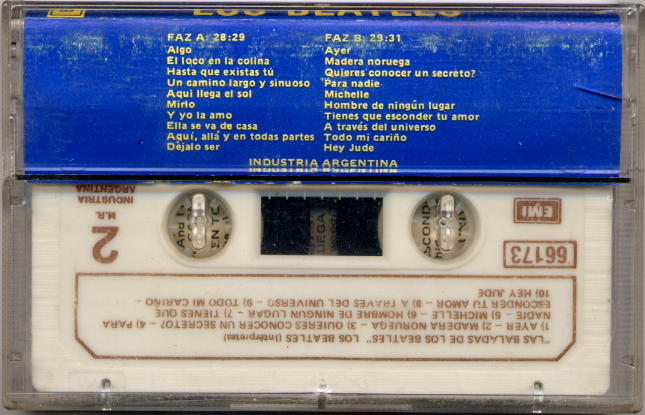 LOS BEATLES
FAZ A: 28:29
Algo
El loco en la colina
Hasta que existas tú
Un camino largo y sinuoso
Aqui llega el sol
Mirlo
Y yo la amo
Ella se va de casa
Aquí, allá y en todas partes
Déjalo ser
FAZ B: 29:31
Ayer
Madera noruega
Quieres conocer un secreto?
Para nadie
Michelle
Hombre de ningún lugar
Tienes que esconder tu amor
A través del universo
Todo mi cariño
Hey Jude
INDUSTRIA ARGENTINA
"LAS BALADAS DE LOS BEATLES" LOS BEATLES (Intérpretes)
1) AYER - 2) MADERA NORUEGA - 3) QUIERES CONOCER UN SECRETO? - 4) PARA
NADIE - 5) MICHELLE - 6) HOMBRE DE NINGUN LUGAR - 7) TIENES QUE
ESCONDER TU AMOR - 8) A TRAVES DEL UNIVERSO - 9) TODO MI CARIÑO -
10) HEY JUDE
66173
EMI
2
M.R.
INDUSTRIA
ARGENTINA